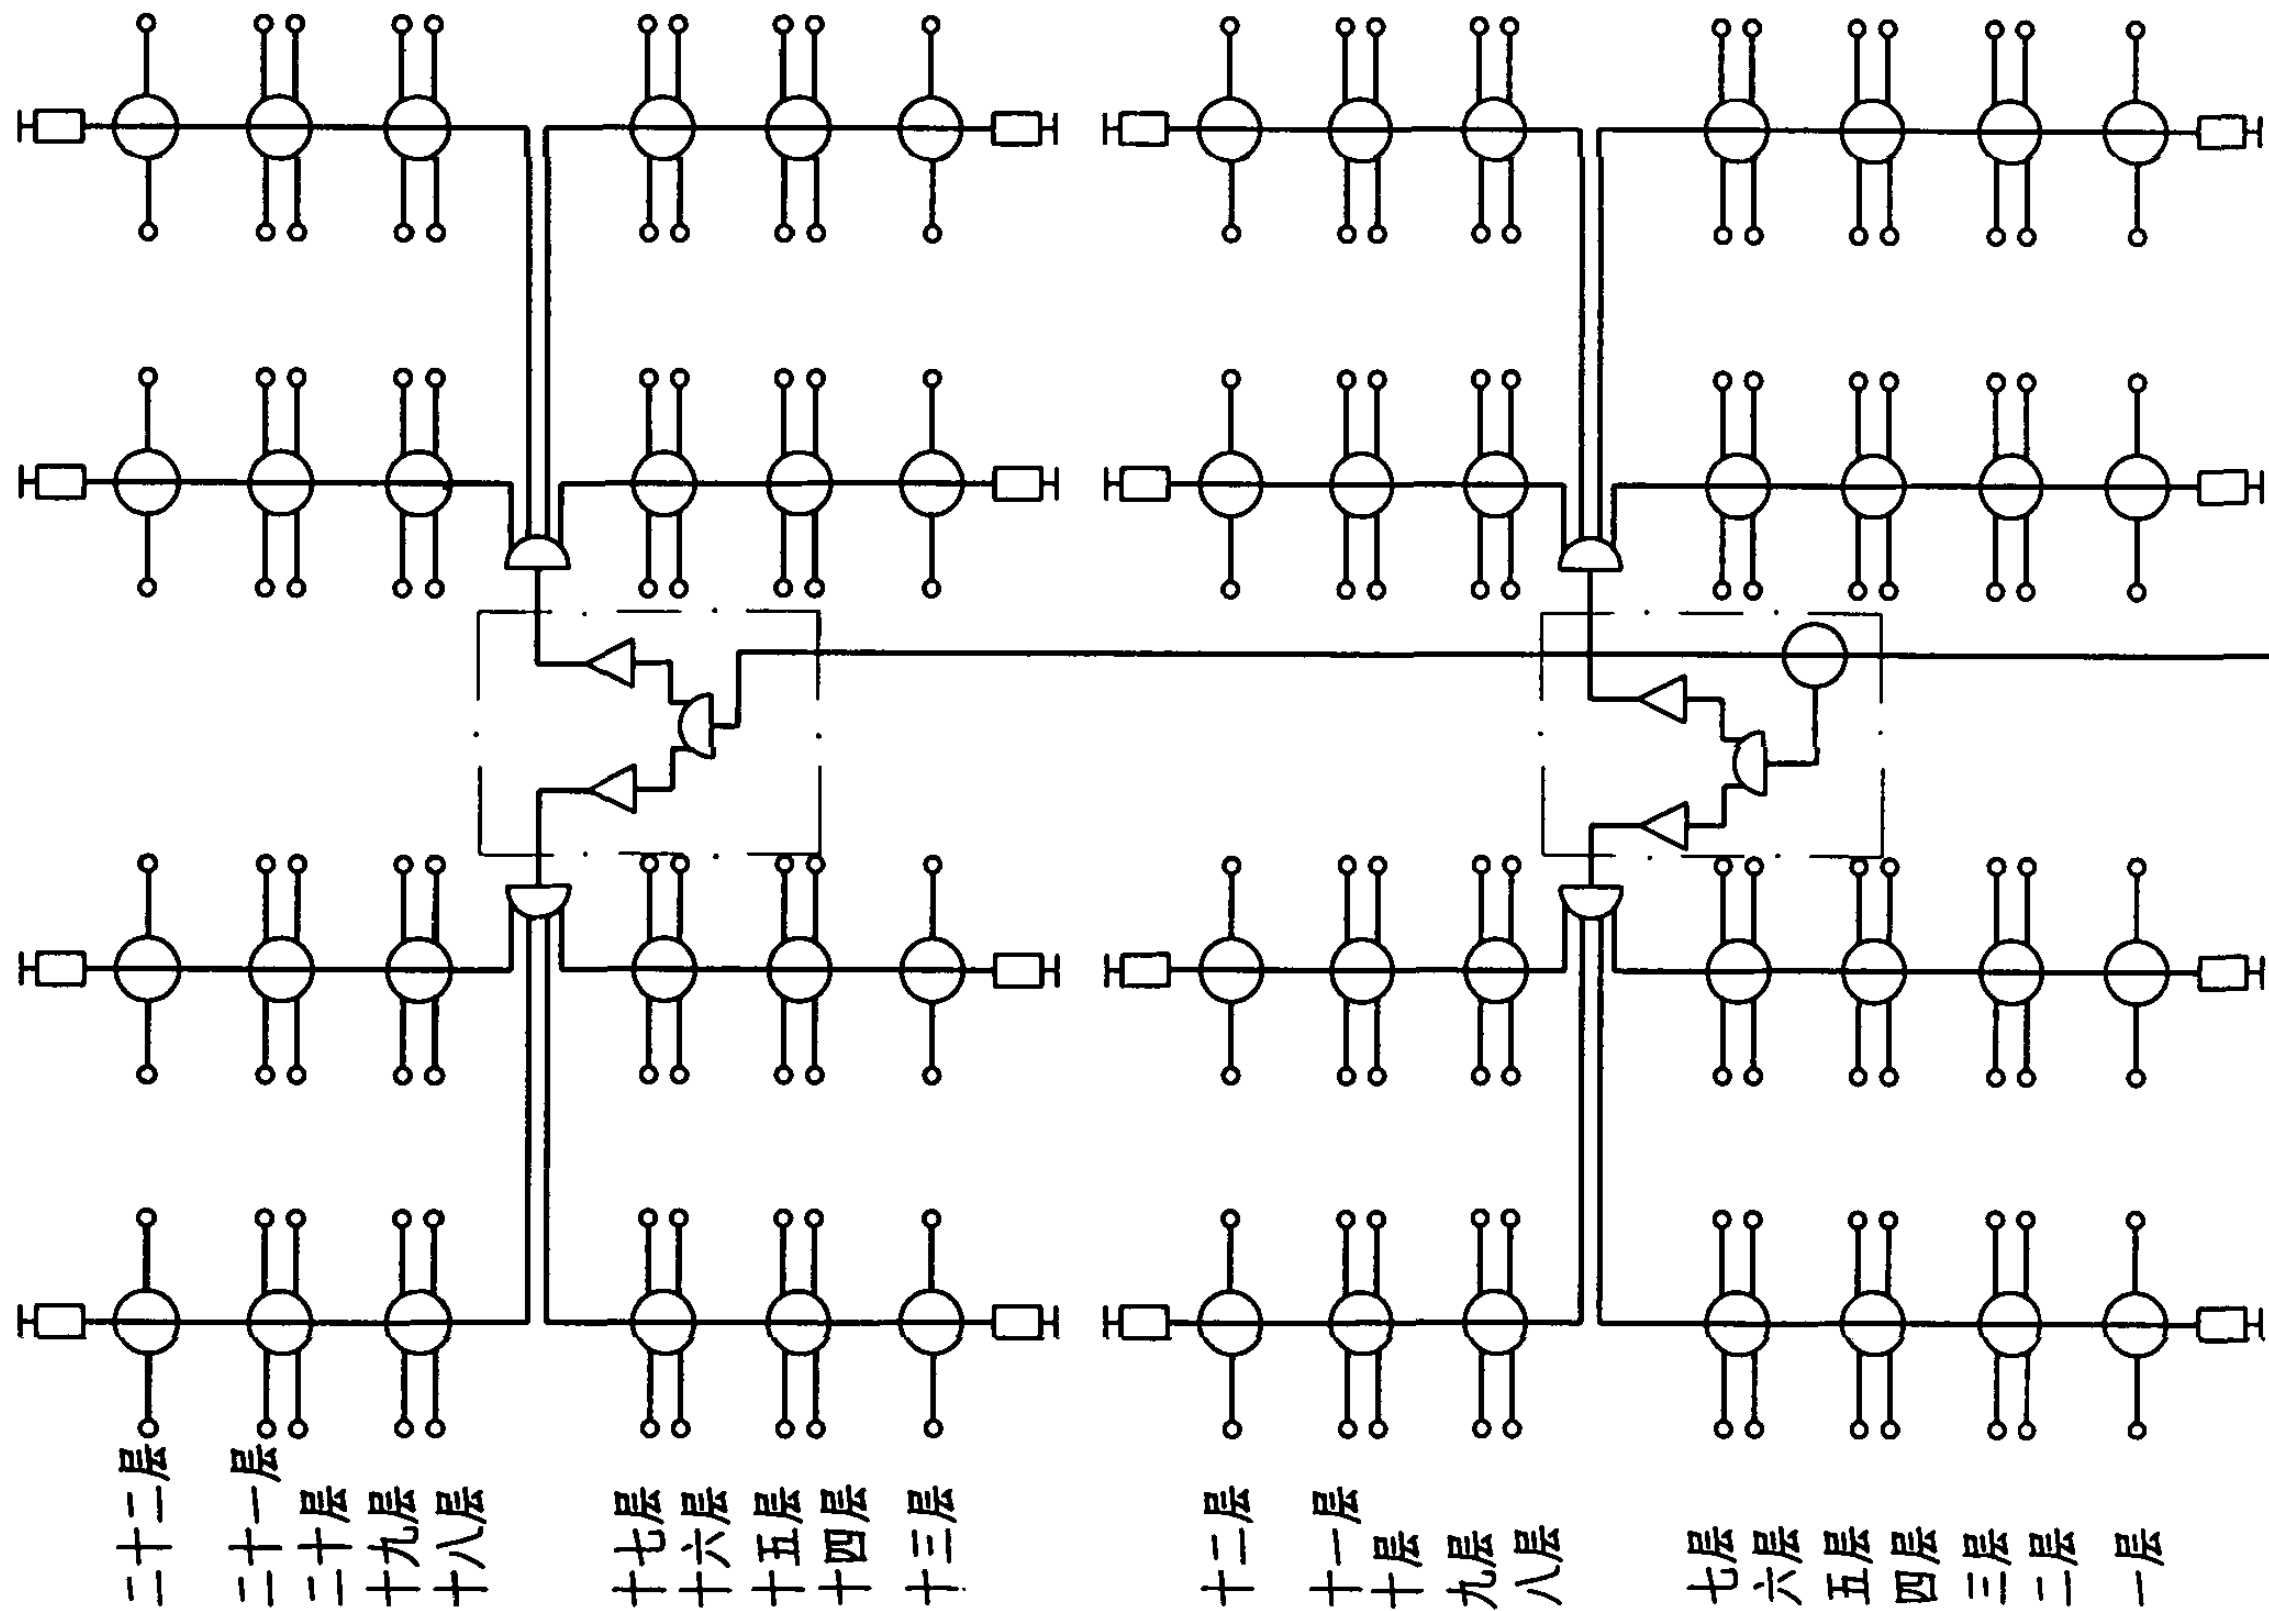 二十二层
二十一层
二十层
十九层
十八层
十七层
十六层
十五层
十四层
十三层
十二层
十一层
十层
九层
八层
七层
六层
五层
四层
三层
二层
一层